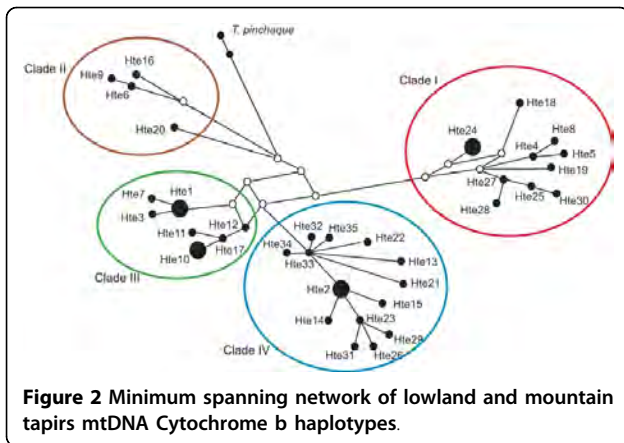 T. pinchaque
Clade II
Hte16
Hte9
Hte6
Hte20
Clade I
Hte18
Hte24
Hte8
Hte4
Hte5
Hte19
Hte27
Hte25
Hte28
Hte30
Hte7
Hte1
Hte3
Hte12
Hte11
Hte17
Hte10
Clade III
Hte32
Hte35
Hte22
Hte34
Hte33
Hte13
Hte21
Hte2
Hte15
Hte14
Hte23
Hte29
Hte31
Hte26
Clade IV
Figure 2 Minimum spanning network of lowland and mountain
tapirs mtDNA Cytochrome b haplotypes.